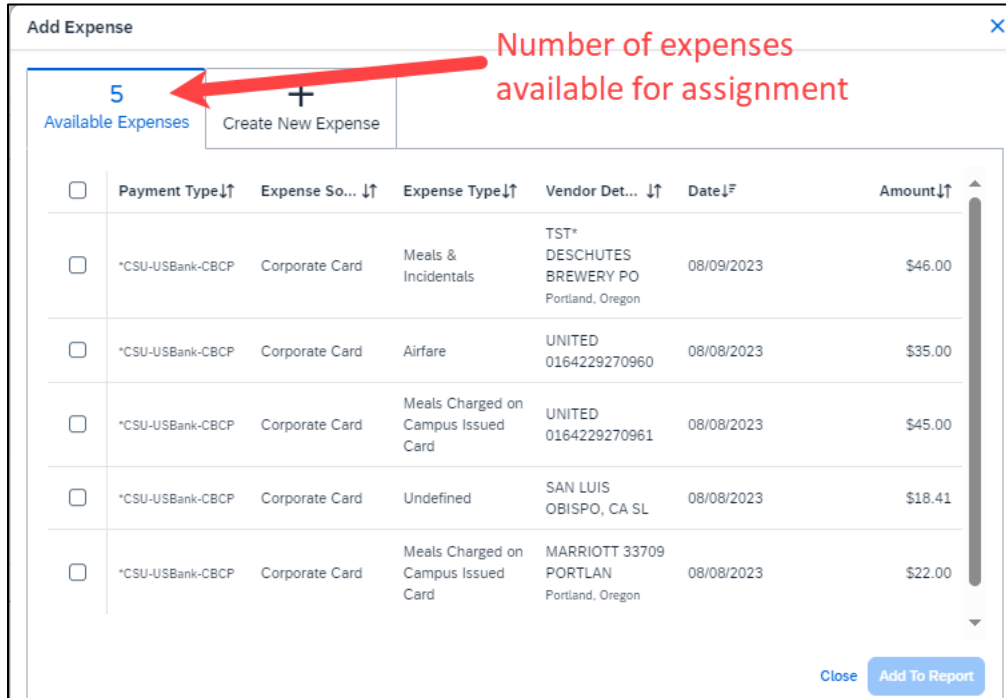 Add Expense
Number of expenses
available for assignment
5
Available Expenses
Create New Expense
Payment Type Expense So... Expense Type Vendor Det... Date Amount
TST*
DESCHUTES
BREWERY PO
Portland, Oregon
*CSU-USBank-CBCP Corporate Card
Meals &
Incidentals
08/09/2023 $46.00
*CSU-USBank-CBCP Corporate Card Airfare
UNITED
0164229270960
08/08/2023 $35.00
*CSU-USBank-CBCP Corporate Card
Meals Charged on
Campus Issued
Card
UNITED
0164229270961
08/08/2023 $45.00
*CSU-USBank-CBCP Corporate Card Undefined
SAN LUIS
OBISPO, CA SL
08/08/2023 $18.41
*CSU-USBank-CBCP Corporate Card
Meals Charged on
Campus Issued
Card
MARRIOTT 33709
PORTLAN
Portland, Oregon
08/08/2023 $22.00
Close Add To Report